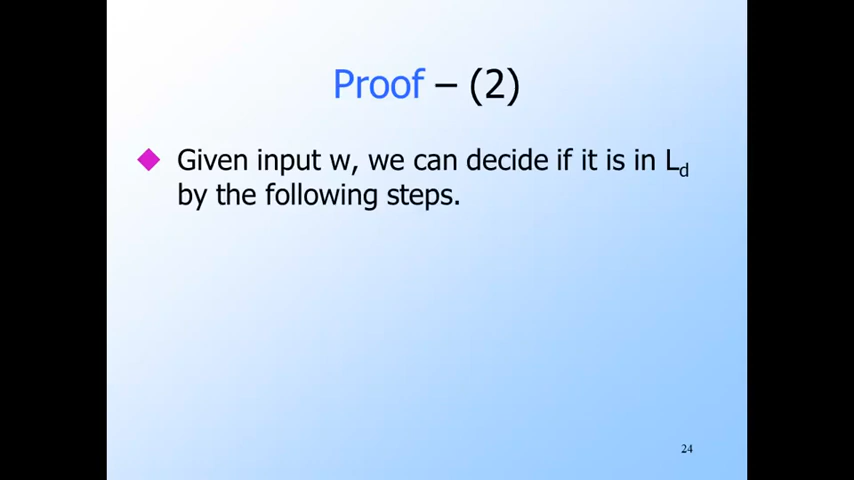 Proof – (2)
Given input w, we can decide if it is in Ld
by the following steps.
24